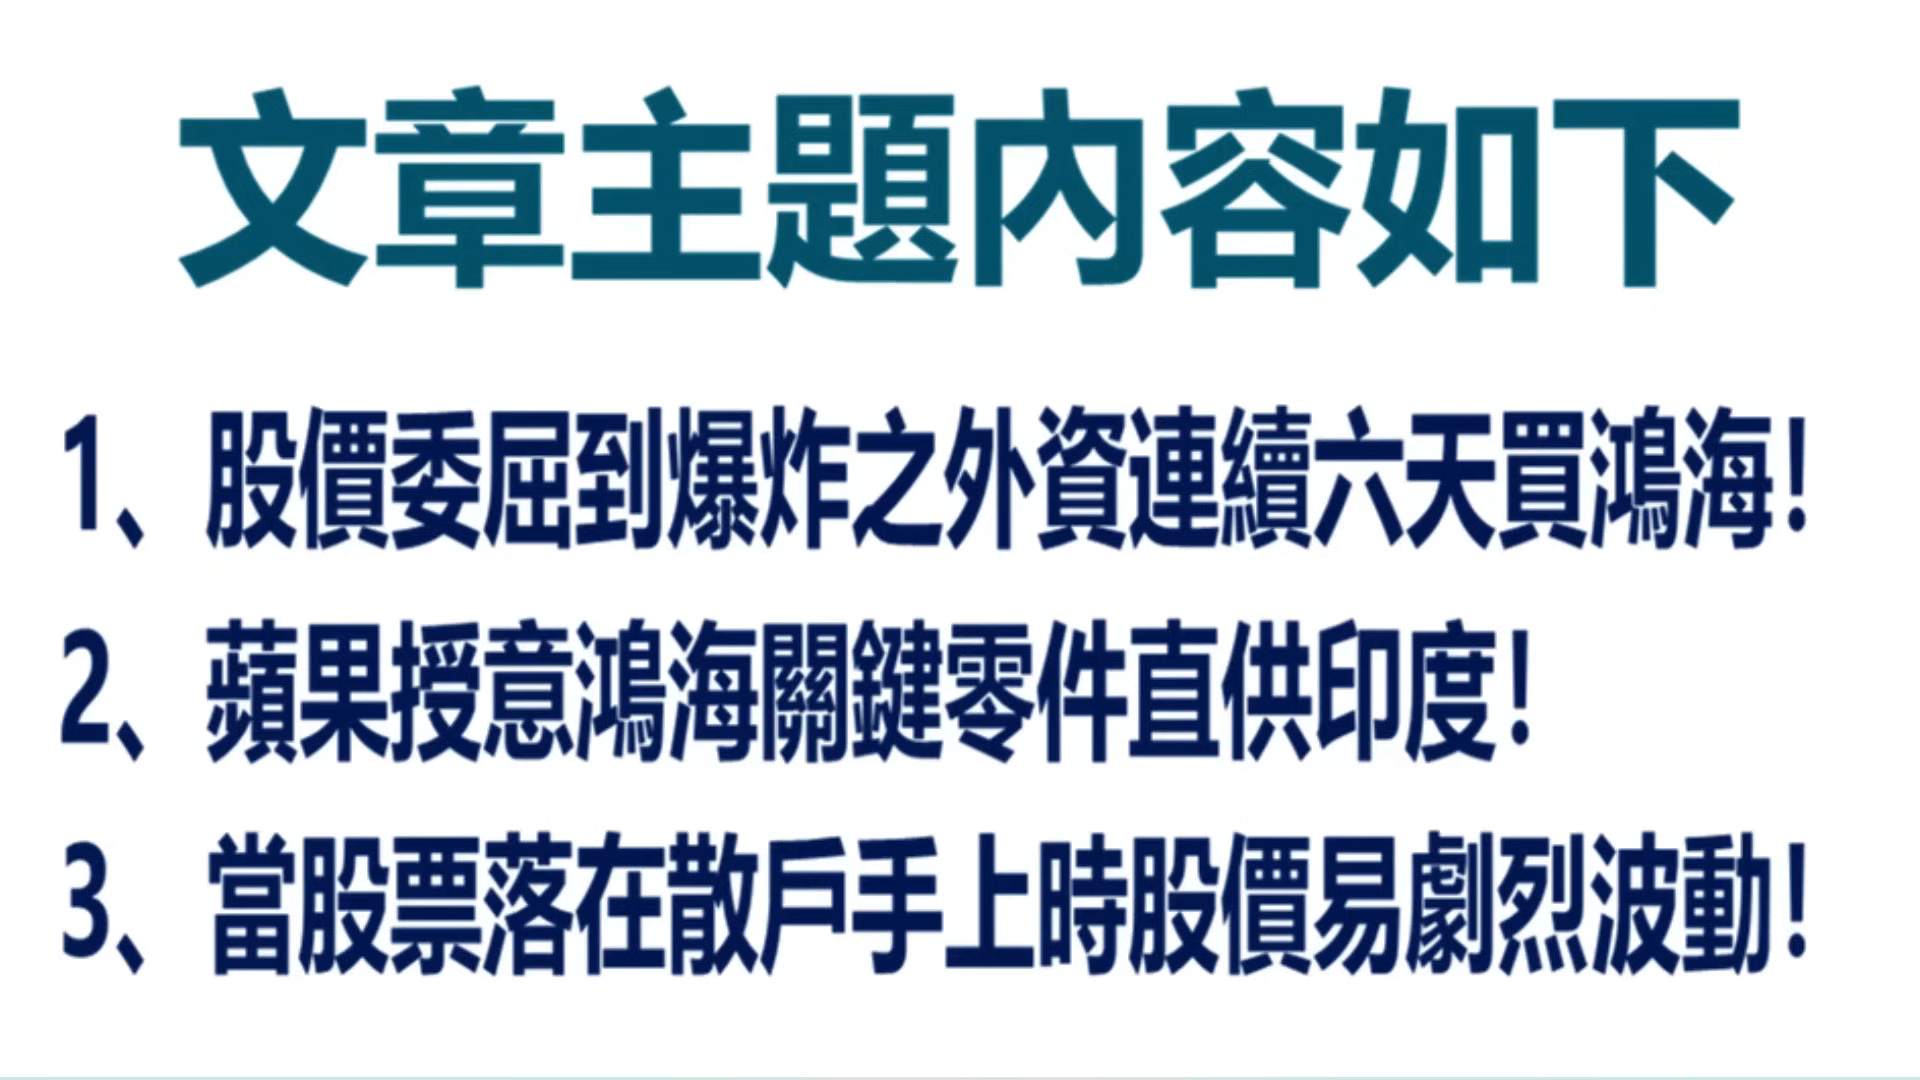 文章主題內容如下
1、股價委屈到爆炸之外資連續六天買鴻海！
2、蘋果授意鴻海關鍵零件直供印度！
3、當股票落在散戶手上時股價易劇烈波動！